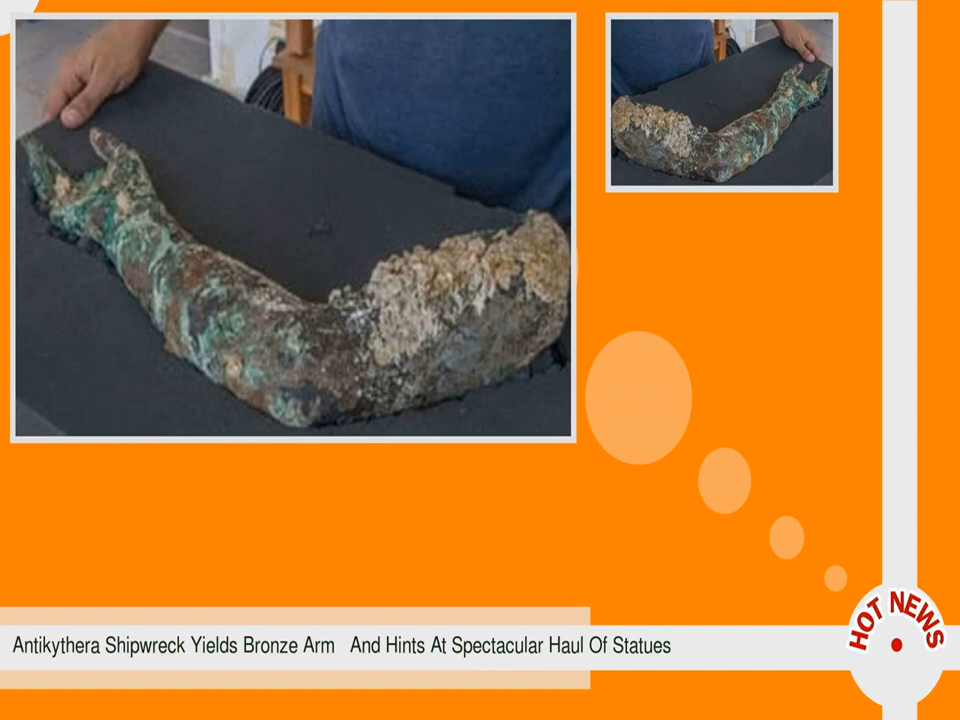 Antikythera Shipwreck Yields Bronze Arm   And Hints At Spectacular Haul Of Statues
HOT NEWS